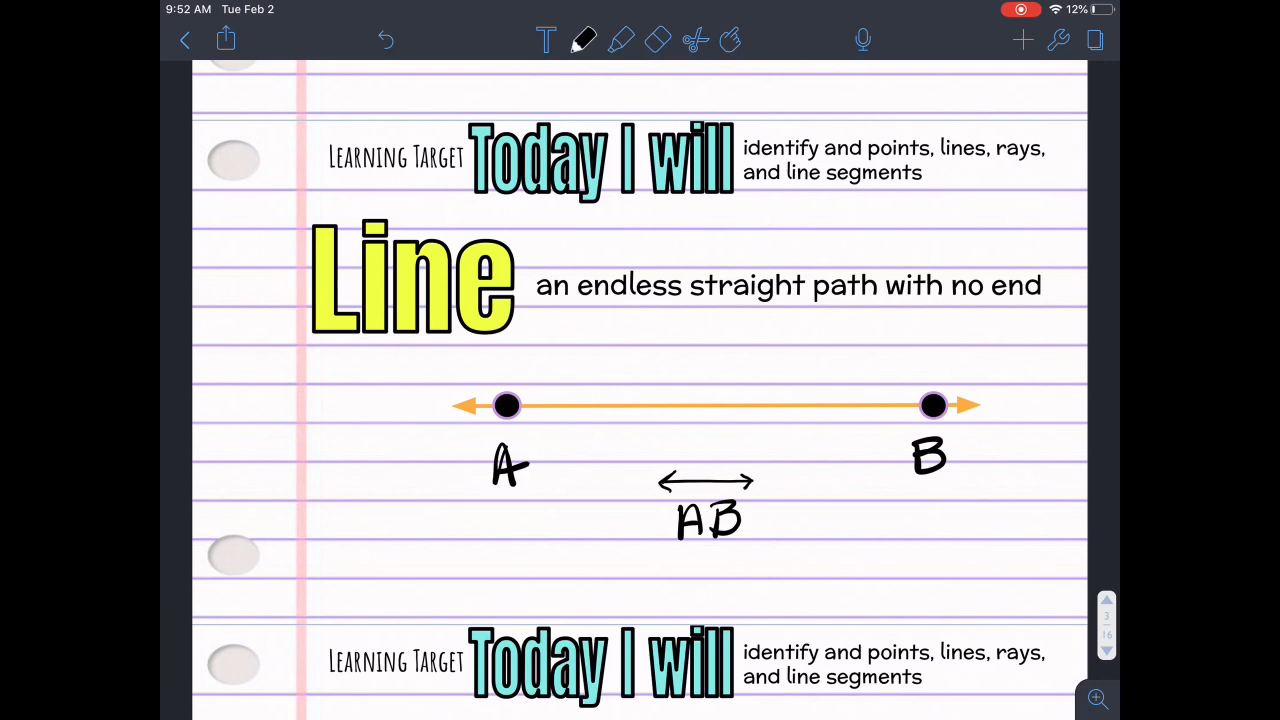 9:52 AM Tue Feb 2
12%
T
Learning Target Today I will identify and points, lines, rays,
and line segments
Line an endless straight path with no end
A
B
AB
3
16
Learning Target Today I will identify and points, lines, rays,
and line segments